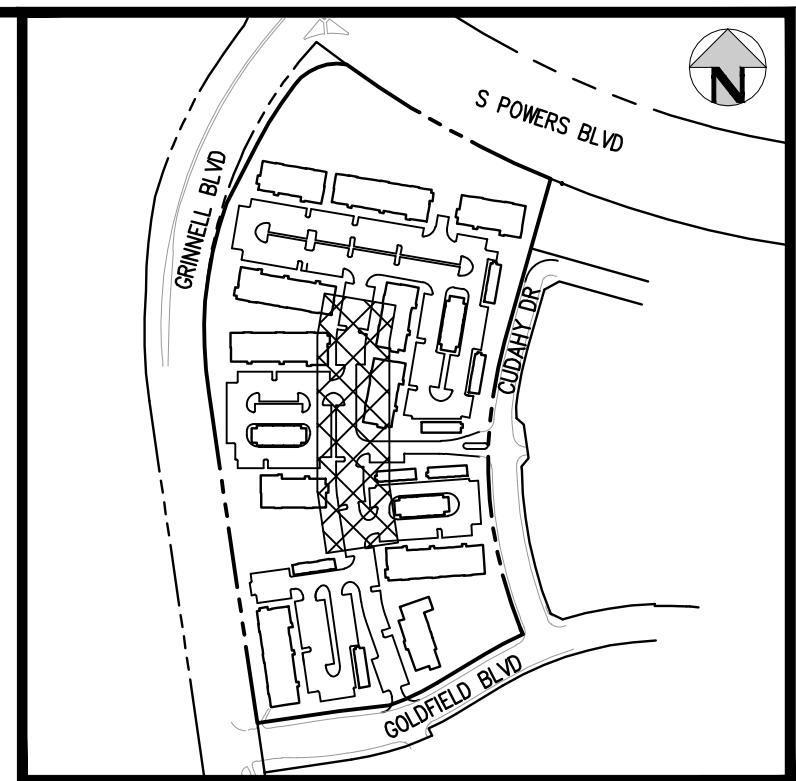 N
S POWERS BLVD
GRINNELL BLVD
CUDAHY DR
GOLDFIELD BLVD